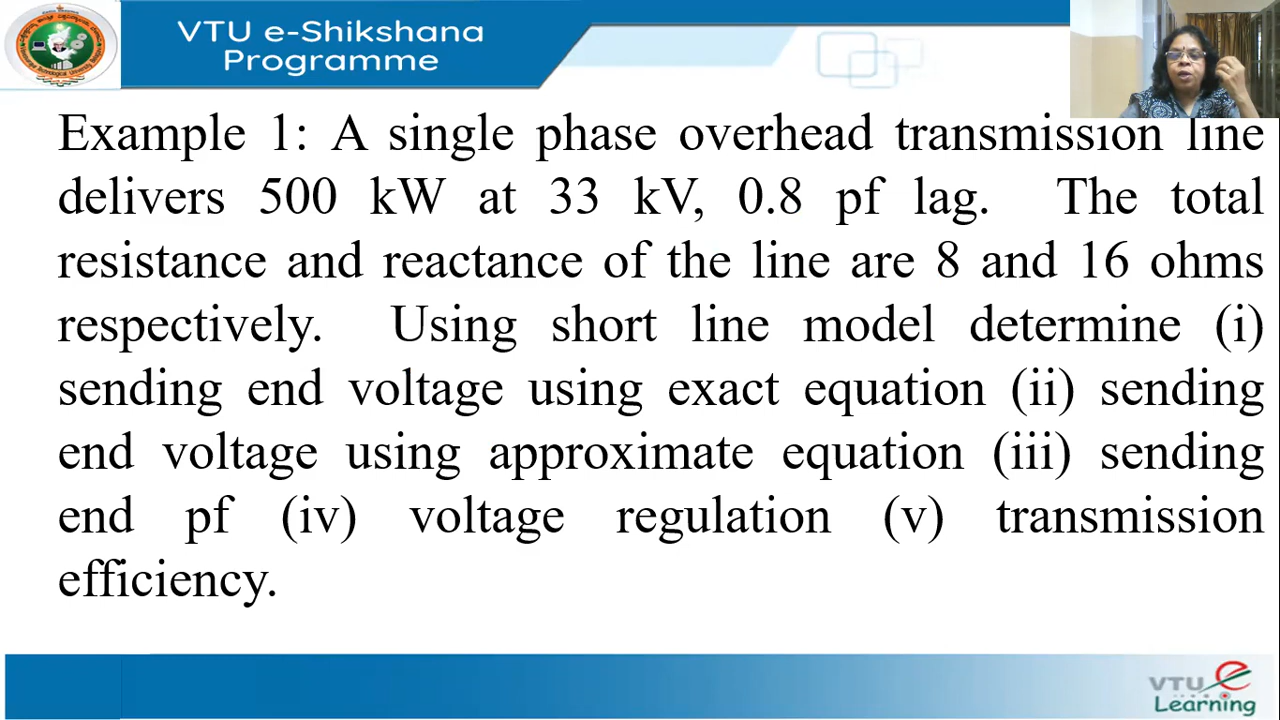 VTU e-Shikshana
Programme
Example 1: A single phase overhead transmission line
delivers 500 kW at 33 kV, 0.8 pf lag. The total
resistance and reactance of the line are 8 and 16 ohms
respectively. Using short line model determine (i)
sending end voltage using exact equation (ii) sending
end voltage using approximate equation (iii) sending
end pf (iv) voltage regulation (v) transmission
efficiency.
VTU e
Learning